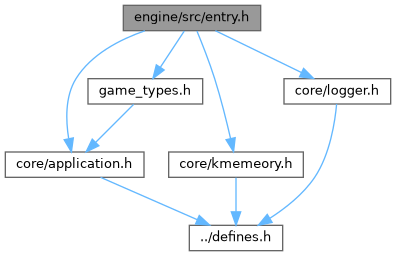 engine/src/entry.h
game_types.h
core/logger.h
core/application.h
core/kmemeory.h
../defines.h